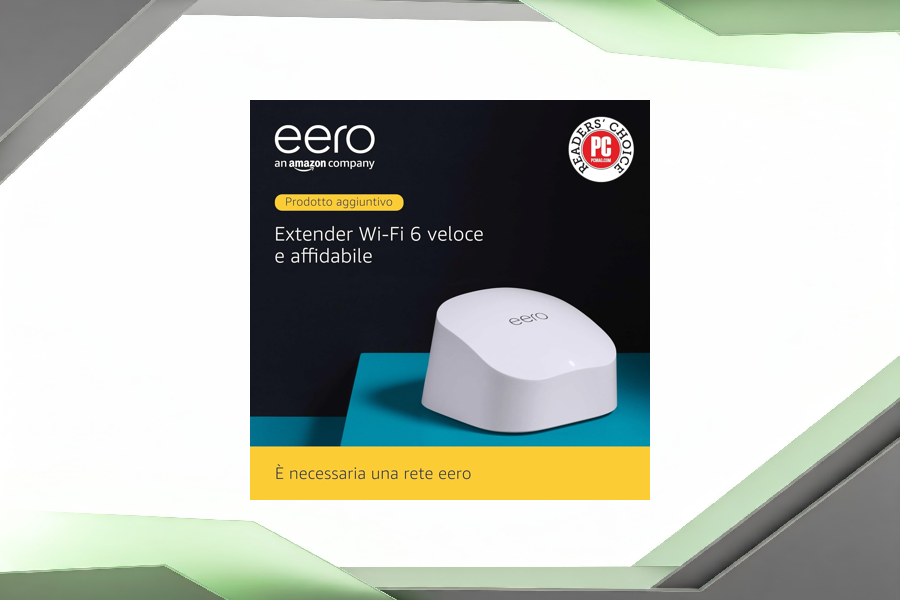 eero
an amazon company
READERS' CHOICE
PC
PCMAG.COM
Prodotto aggiuntivo
Extender Wi-Fi 6 veloce
e affidabile
eero
È necessaria una rete eero